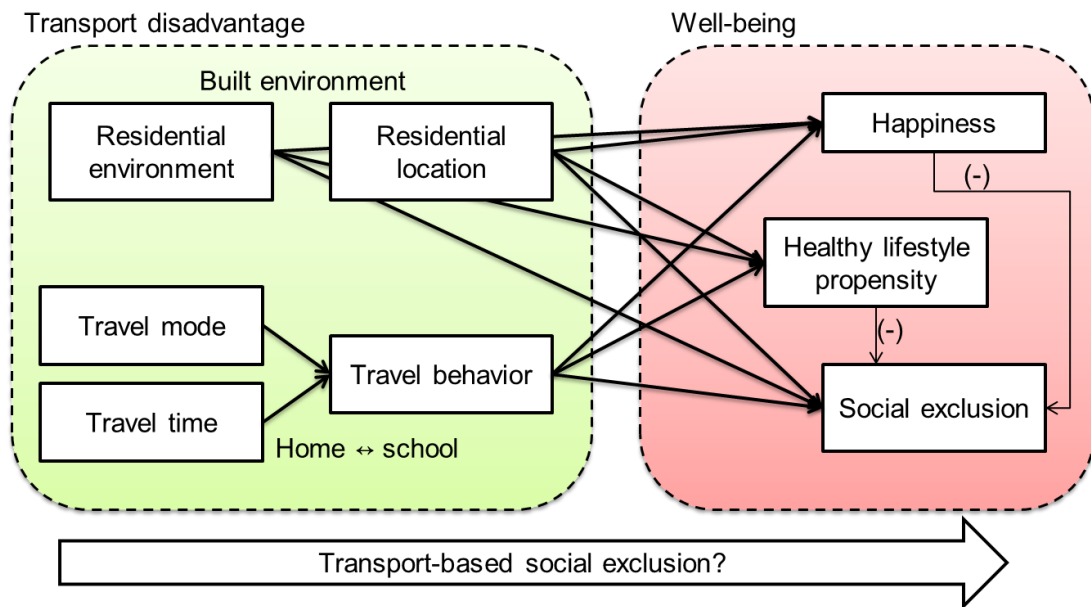 Transport disadvantage
Well-being
Built environment
Residential
environment
Residential
location
Happiness
(-)
Healthy lifestyle
propensity
(-)
Travel mode
Travel behavior
Travel time
Social exclusion
Home ↔ school
Transport-based social exclusion?